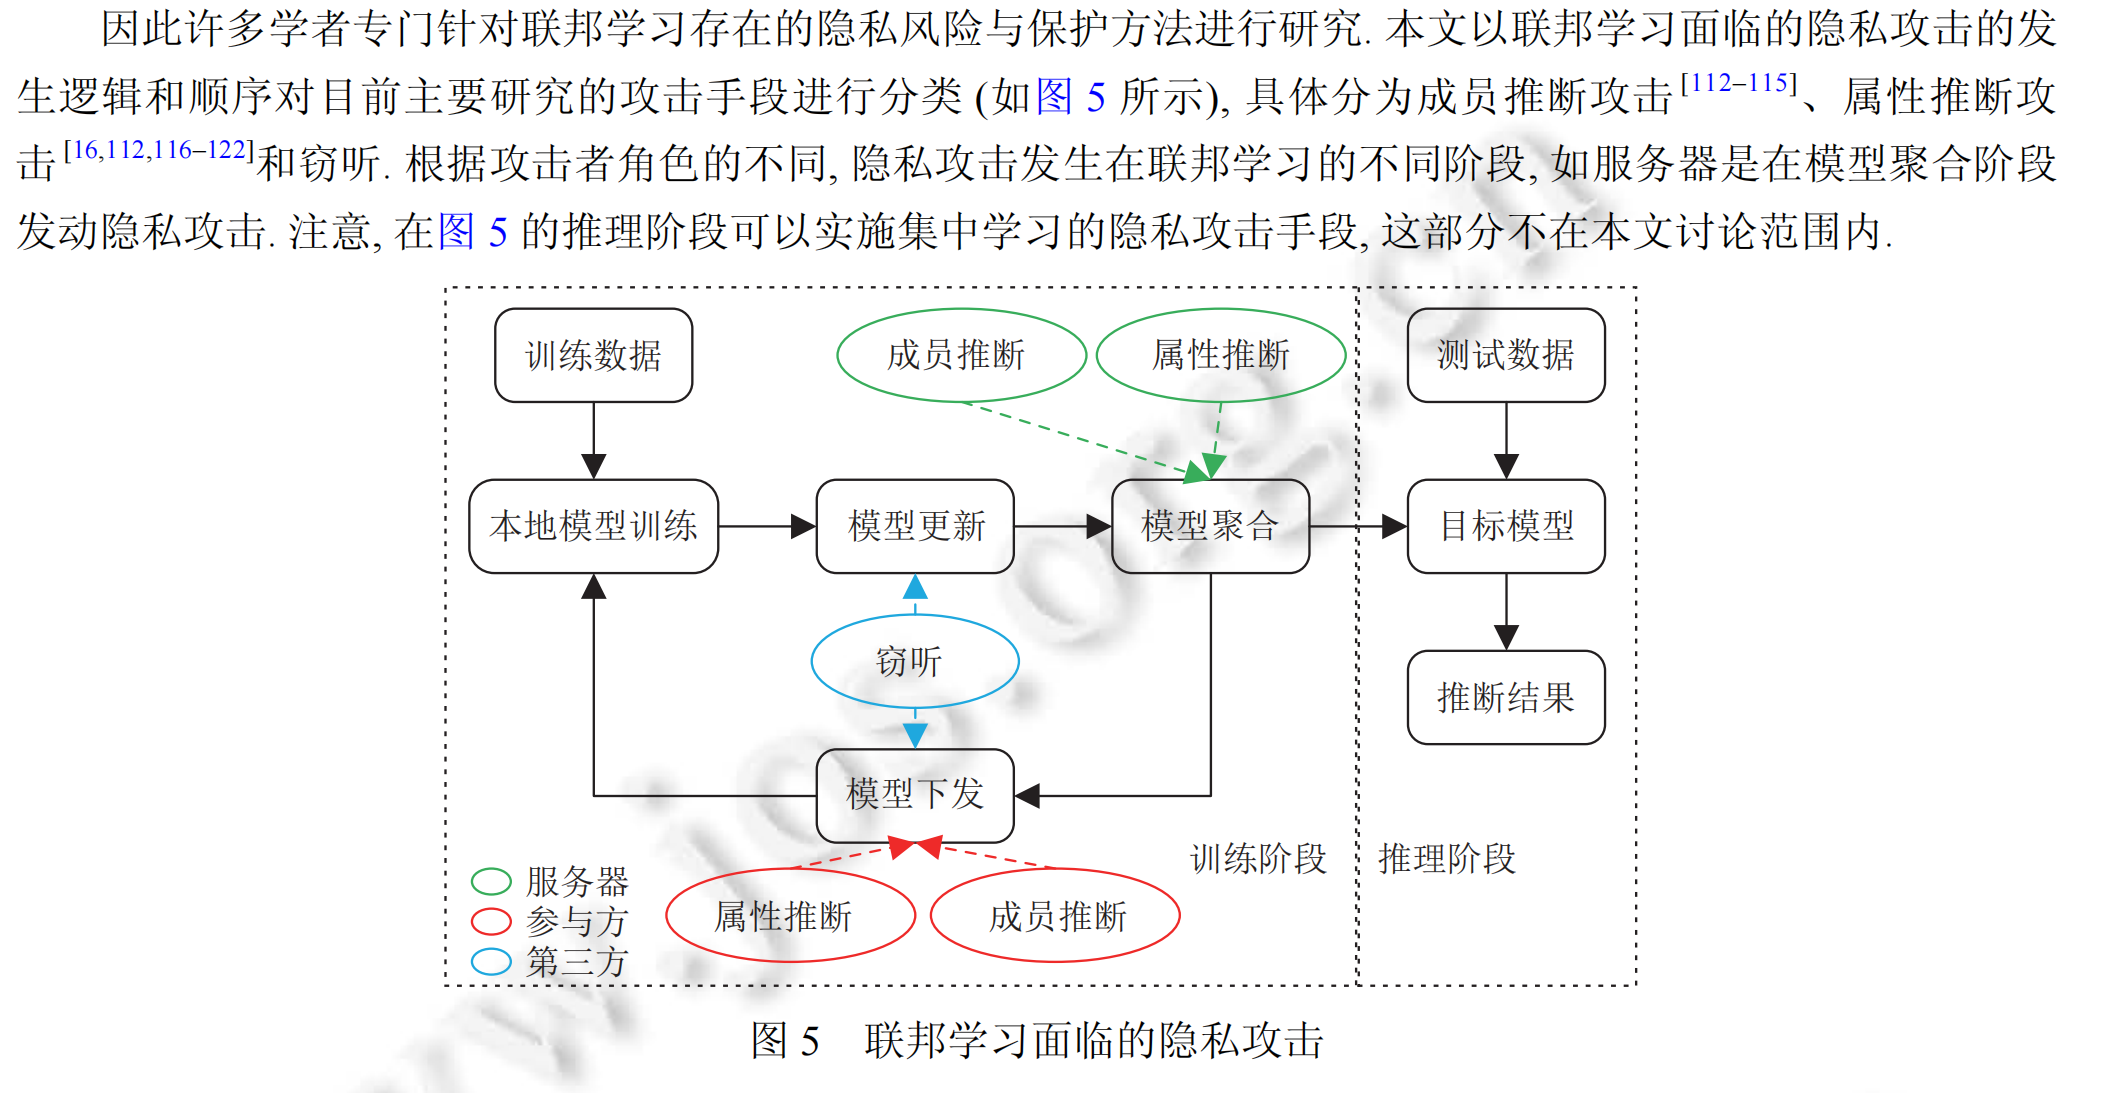 因此许多学者专门针对联邦学习存在的隐私风险与保护方法进行研究. 本文以联邦学习面临的隐私攻击的发
生逻辑和顺序对目前主要研究的攻击手段进行分类 (如图 5 所示), 具体分为成员推断攻击[112–115]、属性推断攻
击[16,112,116–122]和窃听. 根据攻击者角色的不同, 隐私攻击发生在联邦学习的不同阶段, 如服务器是在模型聚合阶段
发动隐私攻击. 注意, 在图 5 的推理阶段可以实施集中学习的隐私攻击手段, 这部分不在本文讨论范围内.
训练数据
成员推断
属性推断
测试数据
本地模型训练
模型更新
模型聚合
目标模型
窃听
推断结果
模型下发
训练阶段
推理阶段
服务器
参与方
第三方
属性推断
成员推断
图 5 联邦学习面临的隐私攻击
www.jos.org.cn